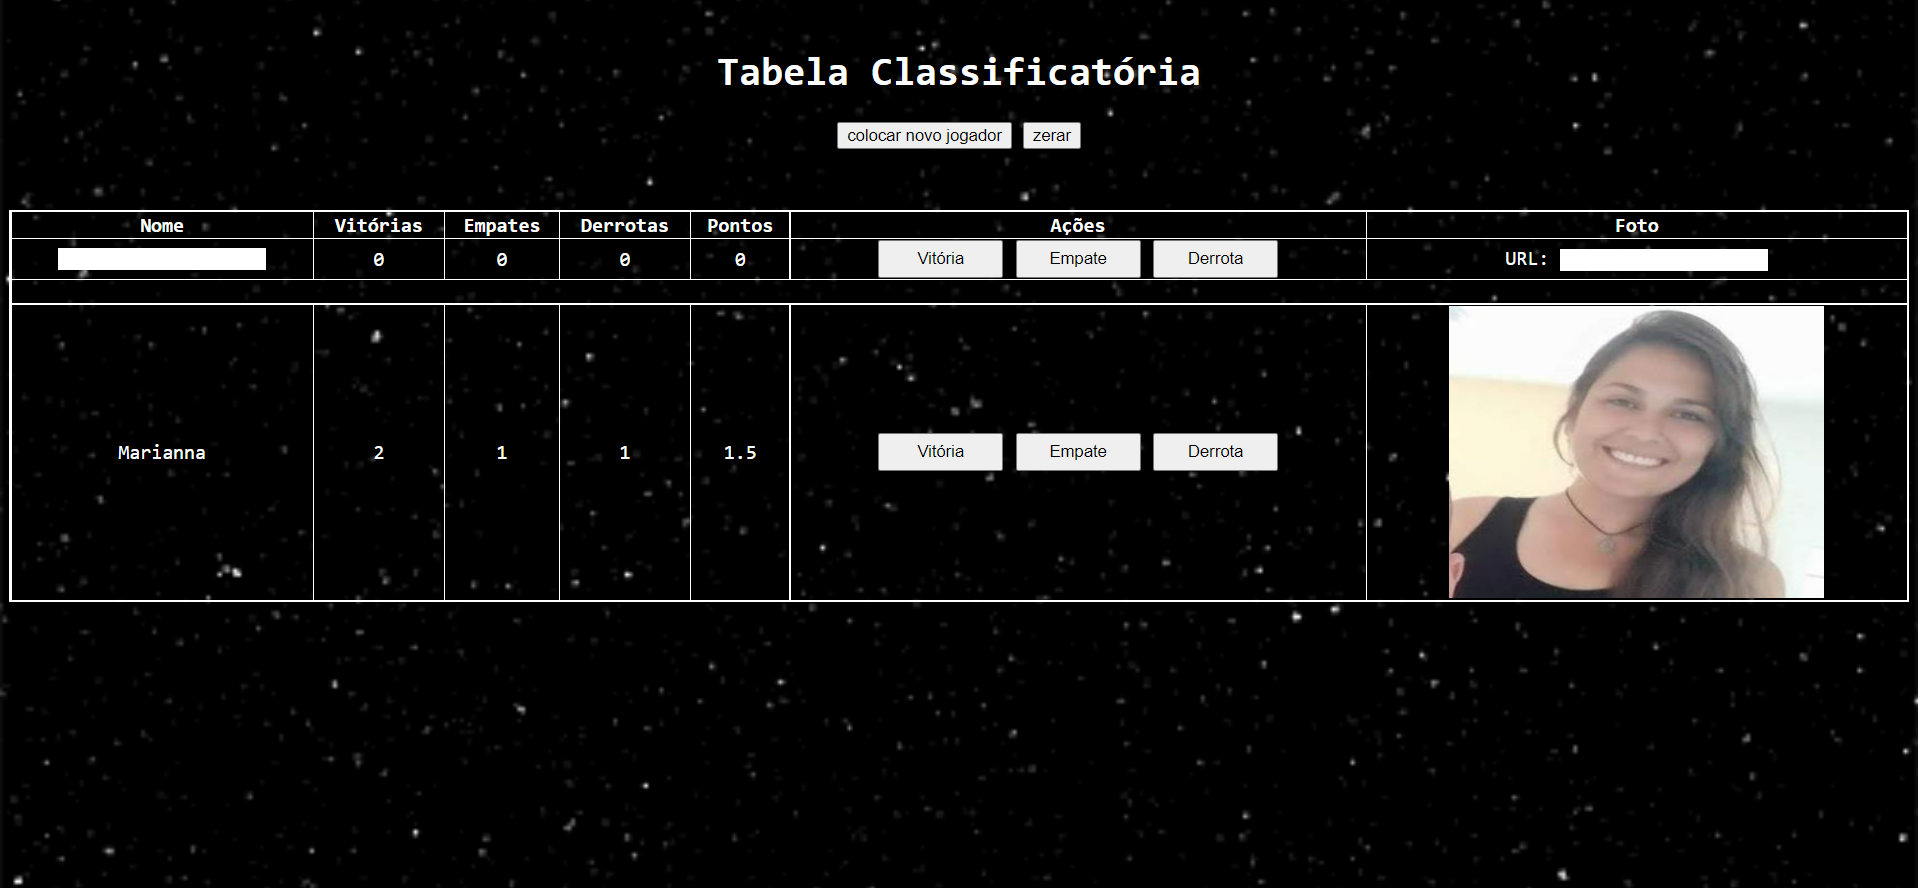 Tabela Classificatória
colocar novo jogador zerar
Nome Vitórias Empates Derrotas Pontos Ações Foto
0 0 0 0 Vitória Empate Derrota URL:
Marianna 2 1 1 1.5 Vitória Empate Derrota